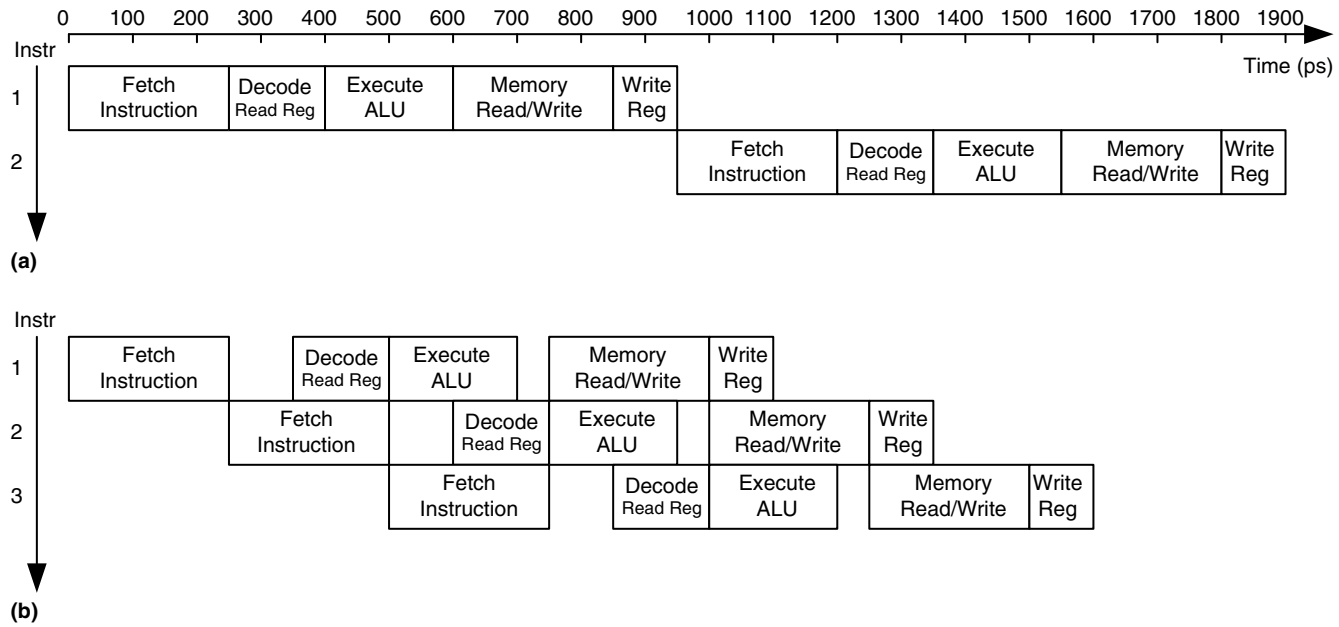 0 100 200 300 400 500 600 700 800 900 1000 1100 1200 1300 1400 1500 1600 1700 1800 1900
Time (ps)
Instr
1
Fetch
Instruction
Decode
Read Reg
Execute
ALU
Memory
Read/Write
Write
Reg
2
Fetch
Instruction
Decode
Read Reg
Execute
ALU
Memory
Read/Write
Write
Reg
(a)
Instr
1
Fetch
Instruction
Decode
Read Reg
Execute
ALU
Memory
Read/Write
Write
Reg
2
Fetch
Instruction
Decode
Read Reg
Execute
ALU
Memory
Read/Write
Write
Reg
3
Fetch
Instruction
Decode
Read Reg
Execute
ALU
Memory
Read/Write
Write
Reg
(b)